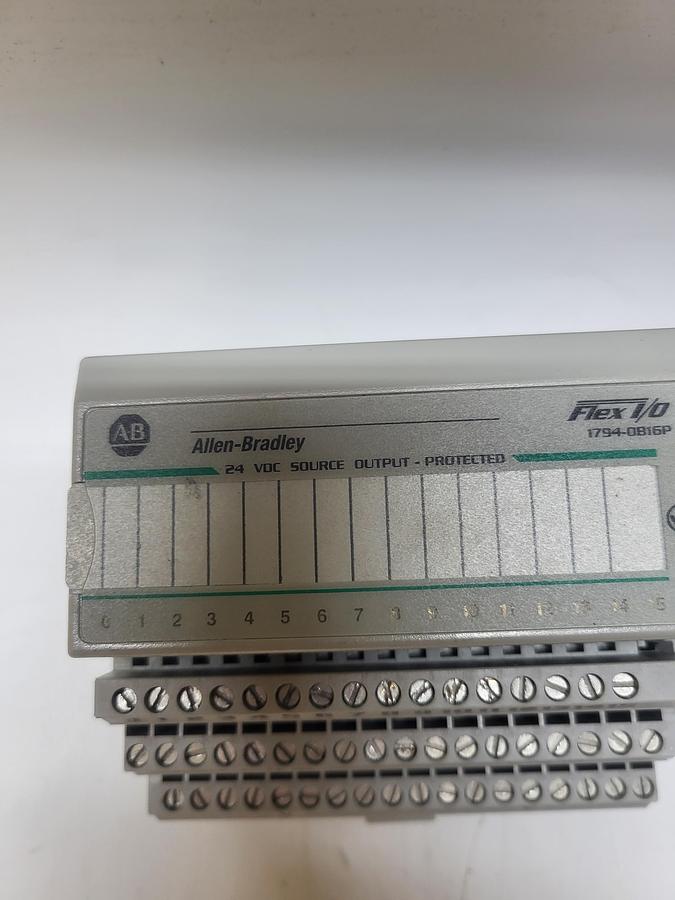 AB
Allen-Bradley
Flex I/O
1794-OB16P
24 VDC SOURCE OUTPUT - PROTECTED
0 1 2 3 4 5 6 7 8 9 10 11 12 13 14 15